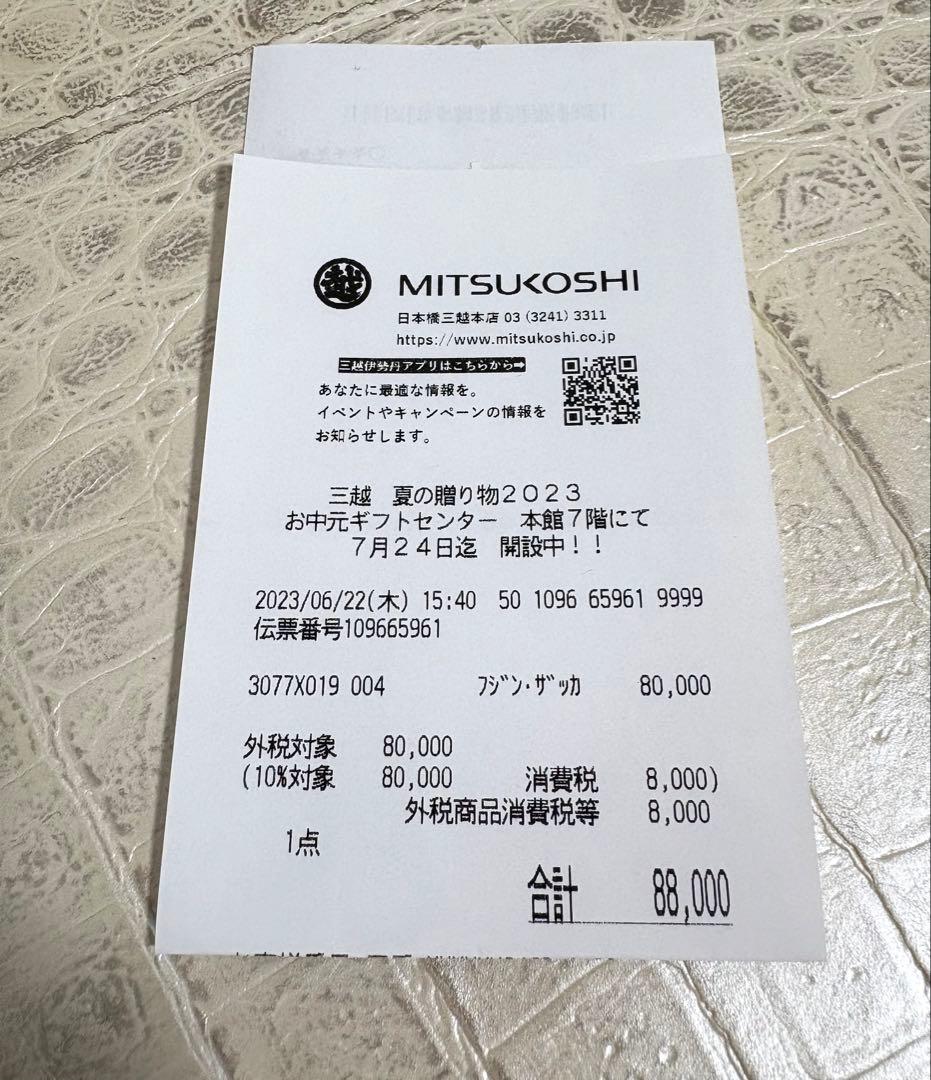 越 MITSUKOSHI
日本橋三越本店 03 (3241) 3311
https://www.mitsukoshi.co.jp
三越伊勢丹アプリはこちらから➡
あなたに最適な情報を。
イベントやキャンペーンの情報を
お知らせします。
三越 夏の贈り物２０２３
お中元ギフトセンター 本館７階にて
７月２４日迄 開設中！！
2023/06/22(木) 15:40 50 1096 65961 9999
伝票番号109665961
3077X019 004 ﾌｼﾞﾝ･ｻﾞｯｶ 80,000
外税対象 80,000
(10%対象 80,000 消費税 8,000)
外税商品消費税等 8,000
1点
合計 88,000